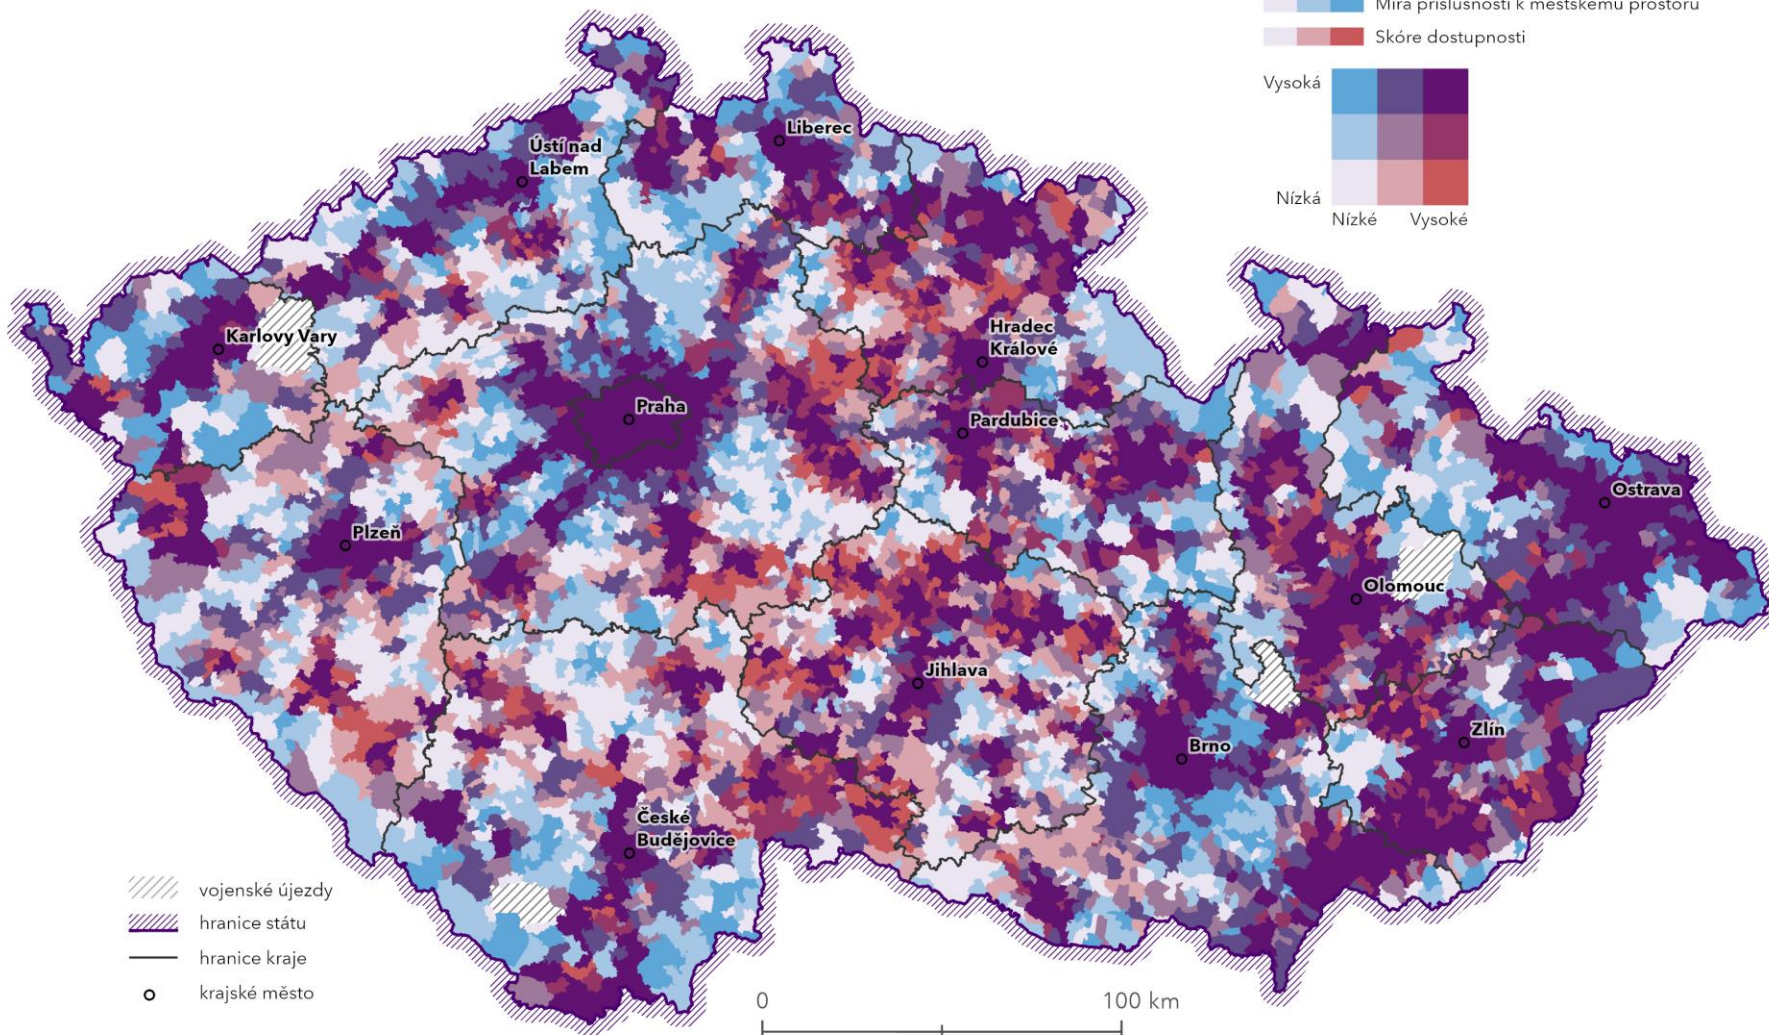 Míra příslušnosti k městskému prostoru
Skóre dostupnosti
Vysoká
Nízká
Nízké Vysoké
Liberec
Ústí nad
Labem
Karlovy Vary
Hradec
Králové
Praha
Pardubice
Ostrava
Plzeň
Olomouc
Jihlava
Zlín
Brno
České
Budějovice
vojenské újezdy
hranice státu
hranice kraje
krajské město
0 100 km